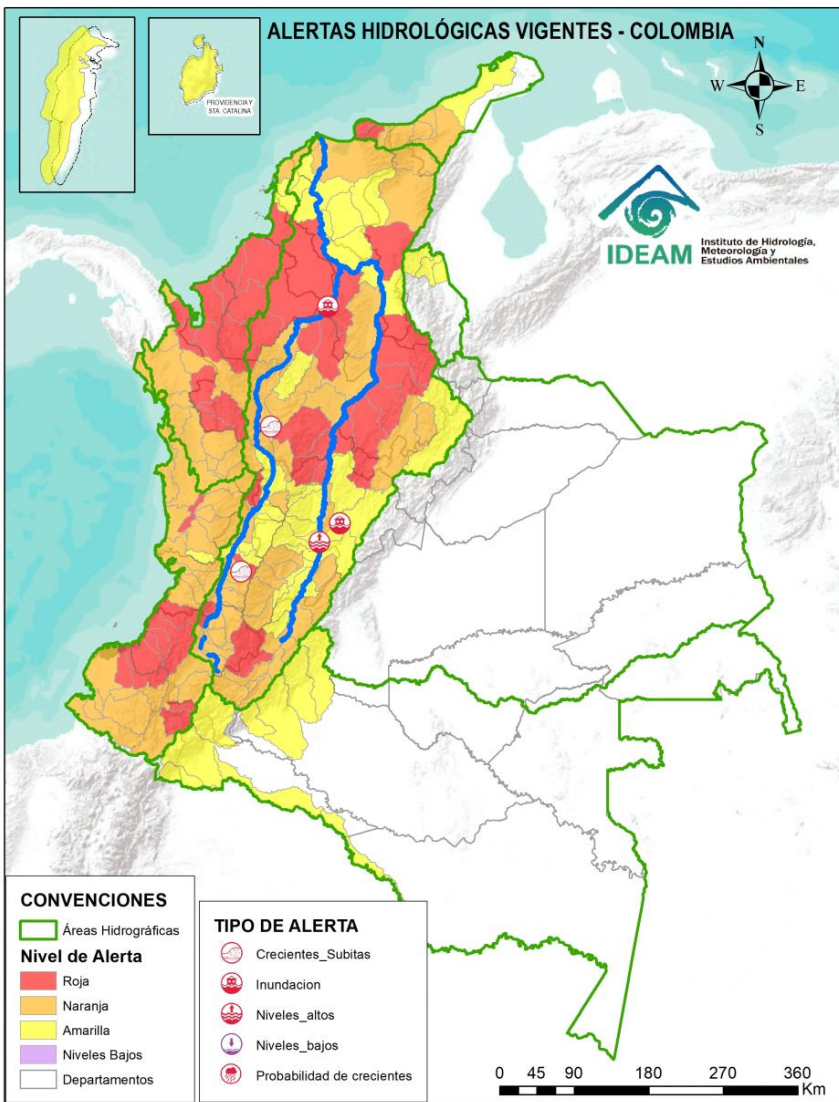 ALERTAS HIDROLÓGICAS VIGENTES - COLOMBIA
PROVIDENCIA Y
STA. CATALINA
N
W
E
S
IDEAM
Instituto de Hidrología,
Meteorología y
Estudios Ambientales
CONVENCIONES
Áreas Hidrográficas
Nivel de Alerta
Roja
Naranja
Amarilla
Niveles Bajos
Departamentos
TIPO DE ALERTA
Crecientes_Subitas
Inundacion
Niveles_altos
Niveles_bajos
Probabilidad de crecientes
0 45 90 180 270 360
Km